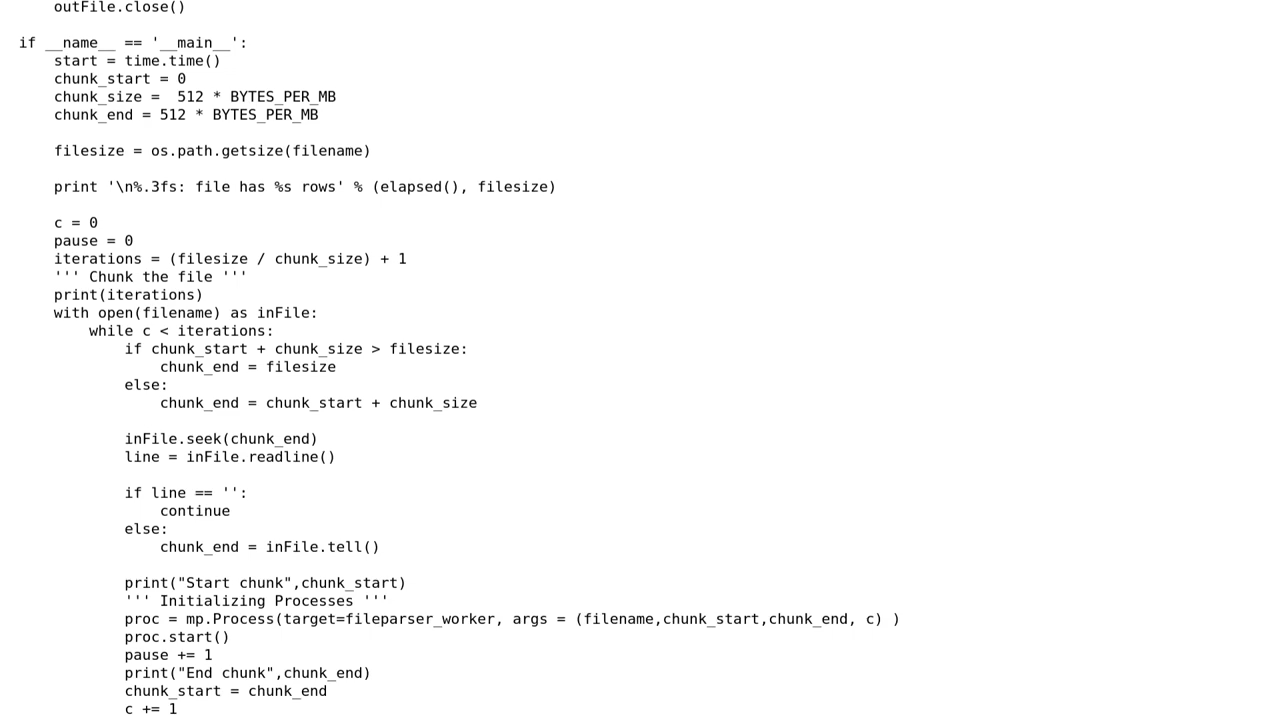 outFile.close()

if __name__ == '__main__':
    start = time.time()
    chunk_start = 0
    chunk_size =  512 * BYTES_PER_MB
    chunk_end = 512 * BYTES_PER_MB

    filesize = os.path.getsize(filename)

    print '\n%.3fs: file has %s rows' % (elapsed(), filesize)

    c = 0
    pause = 0
    iterations = (filesize / chunk_size) + 1
    ''' Chunk the file '''
    print(iterations)
    with open(filename) as inFile:
        while c < iterations:
            if chunk_start + chunk_size > filesize:
                chunk_end = filesize
            else:
                chunk_end = chunk_start + chunk_size

            inFile.seek(chunk_end)
            line = inFile.readline()

            if line == '':
                continue
            else:
                chunk_end = inFile.tell()

            print("Start chunk",chunk_start)
            ''' Initializing Processes '''
            proc = mp.Process(target=fileparser_worker, args = (filename,chunk_start,chunk_end, c) )
            proc.start()
            pause += 1
            print("End chunk",chunk_end)
            chunk_start = chunk_end
            c += 1